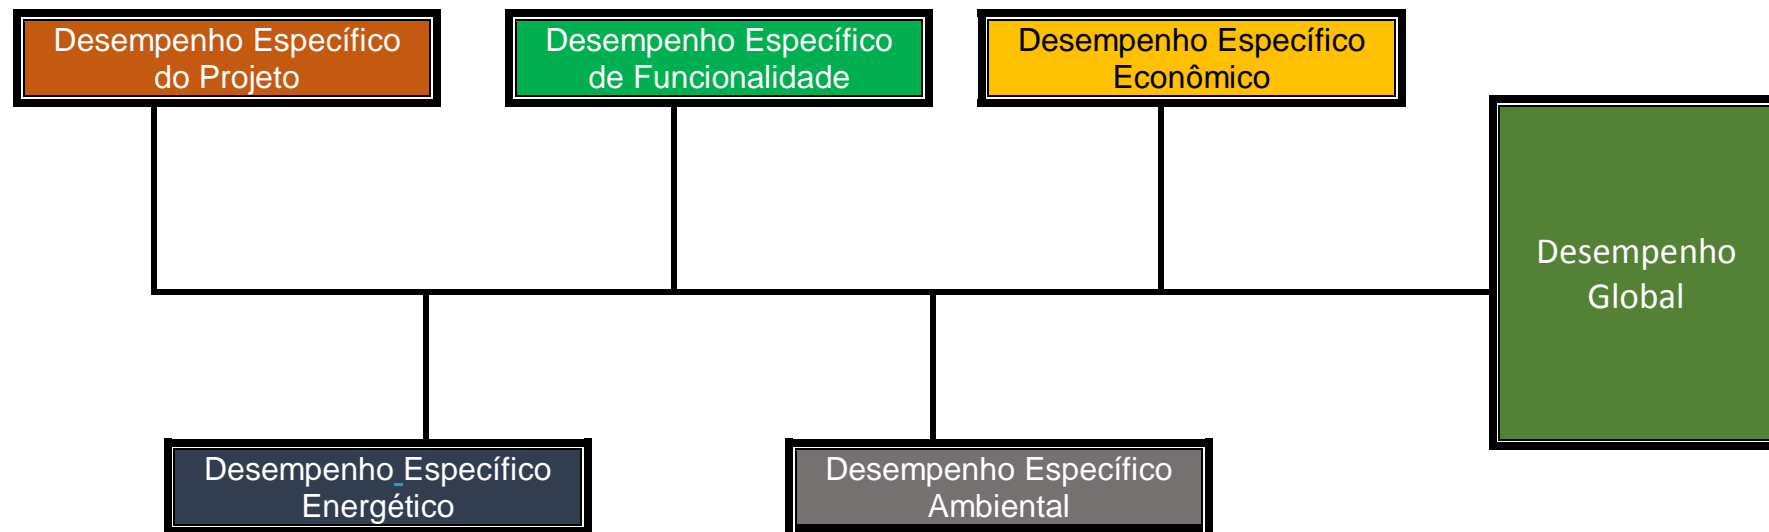 Desempenho Específico
do Projeto
Desempenho Específico
de Funcionalidade
Desempenho Específico
Econômico
Desempenho
Global
Desempenho Específico
Energético
Desempenho Específico
Ambiental